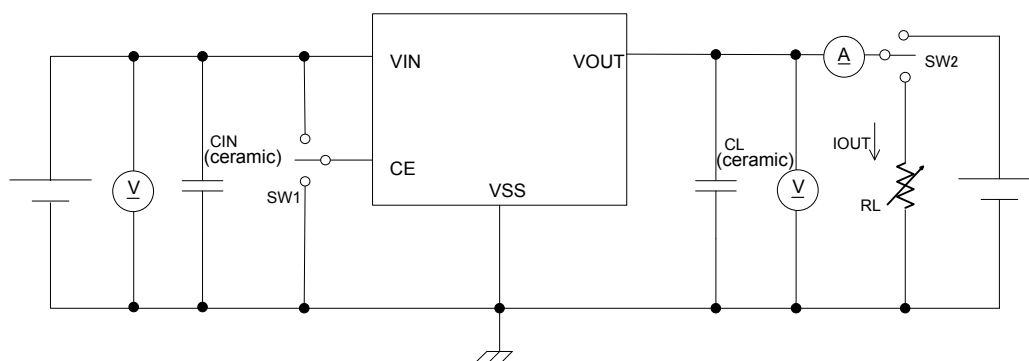 VIN
VOUT
A
SW2
CIN
(ceramic)
CE
SW1
VSS
CL
(ceramic)
IOUT
RL
V
V